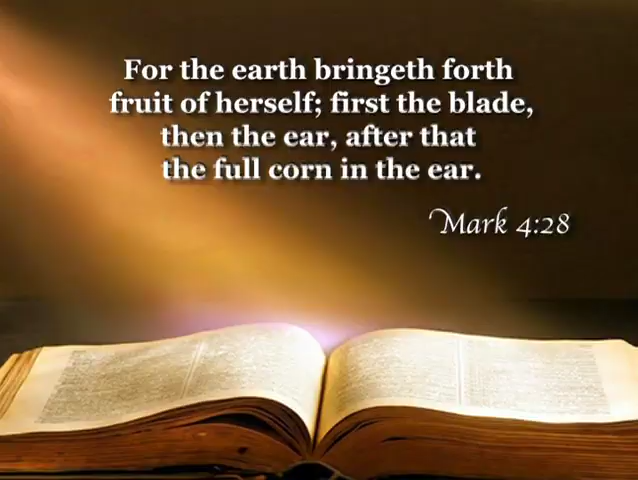 For the earth bringeth forth
fruit of herself; first the blade,
then the ear, after that
the full corn in the ear.
Mark 4:28